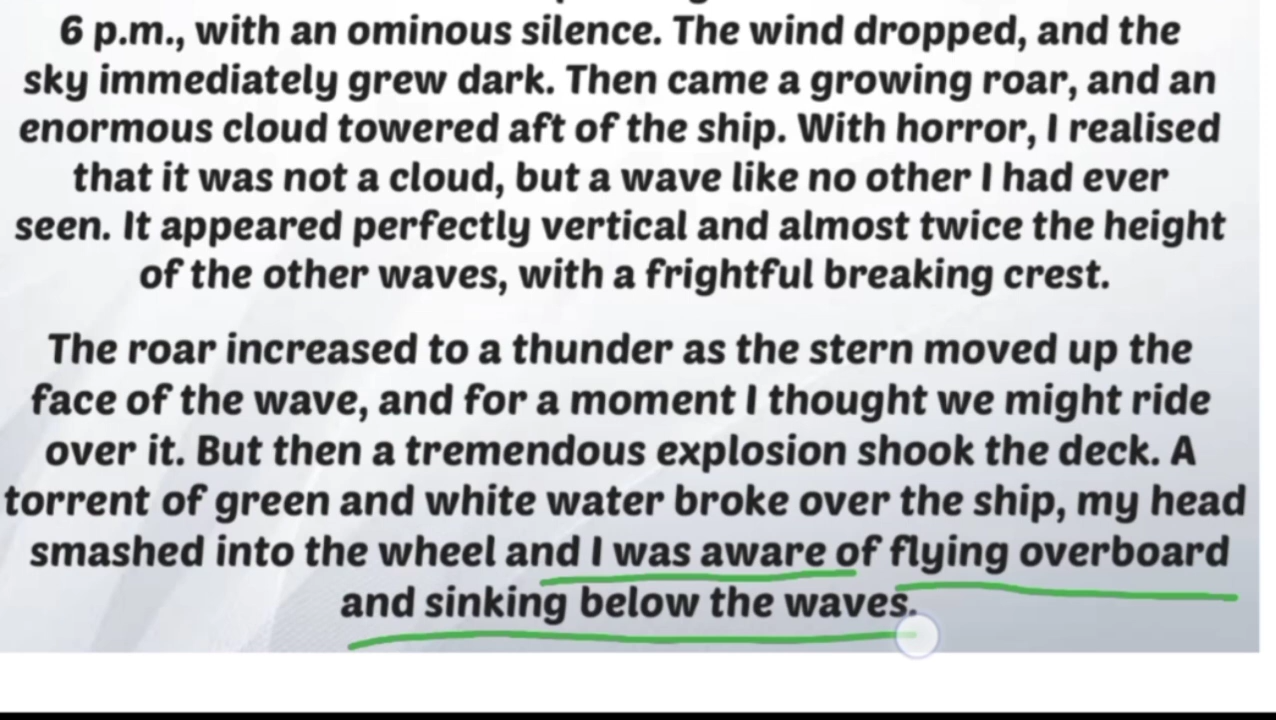 6 p.m., with an ominous silence. The wind dropped, and the
sky immediately grew dark. Then came a growing roar, and an
enormous cloud towered aft of the ship. With horror, I realised
that it was not a cloud, but a wave like no other I had ever
seen. It appeared perfectly vertical and almost twice the height
of the other waves, with a frightful breaking crest.
The roar increased to a thunder as the stern moved up the
face of the wave, and for a moment I thought we might ride
over it. But then a tremendous explosion shook the deck. A
torrent of green and white water broke over the ship, my head
smashed into the wheel and I was aware of flying overboard
and sinking below the waves.